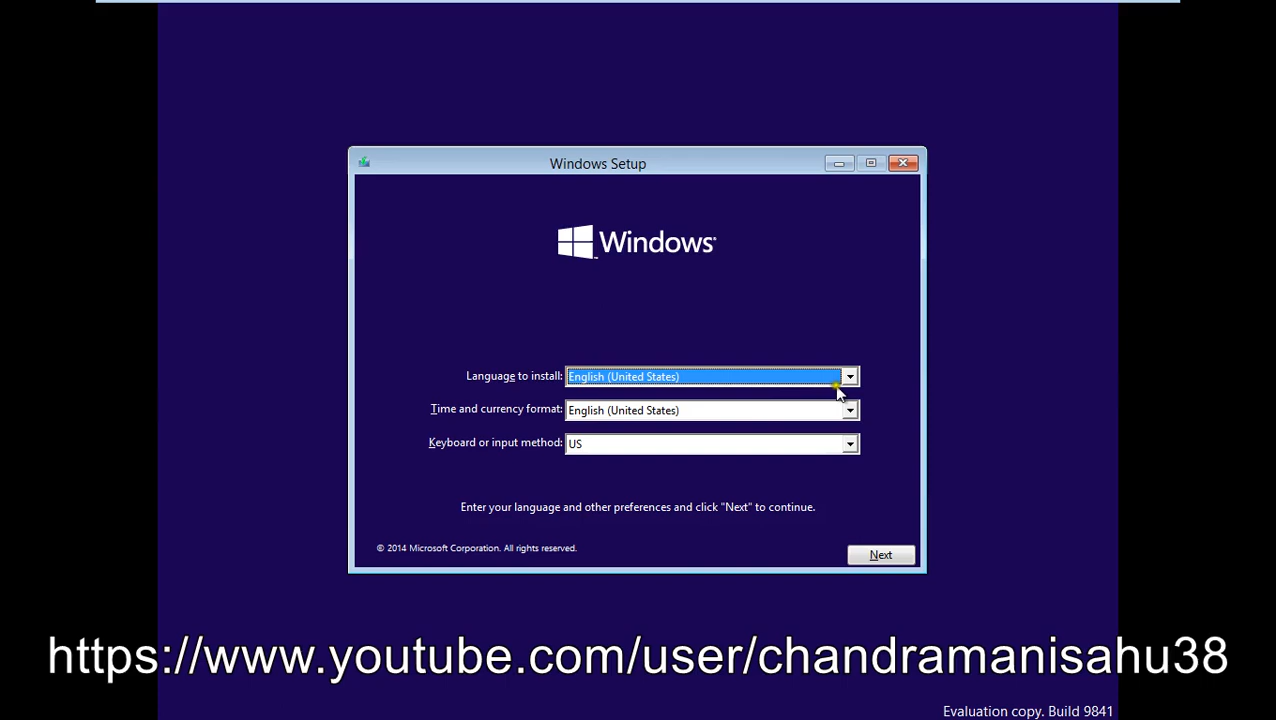 Windows Setup
Windows
Language to install: English (United States)
Time and currency format: English (United States)
Keyboard or input method: US
Enter your language and other preferences and click "Next" to continue.
© 2014 Microsoft Corporation. All rights reserved.
Next
https://www.youtube.com/user/chandramanisahu38
Evaluation copy. Build 9841